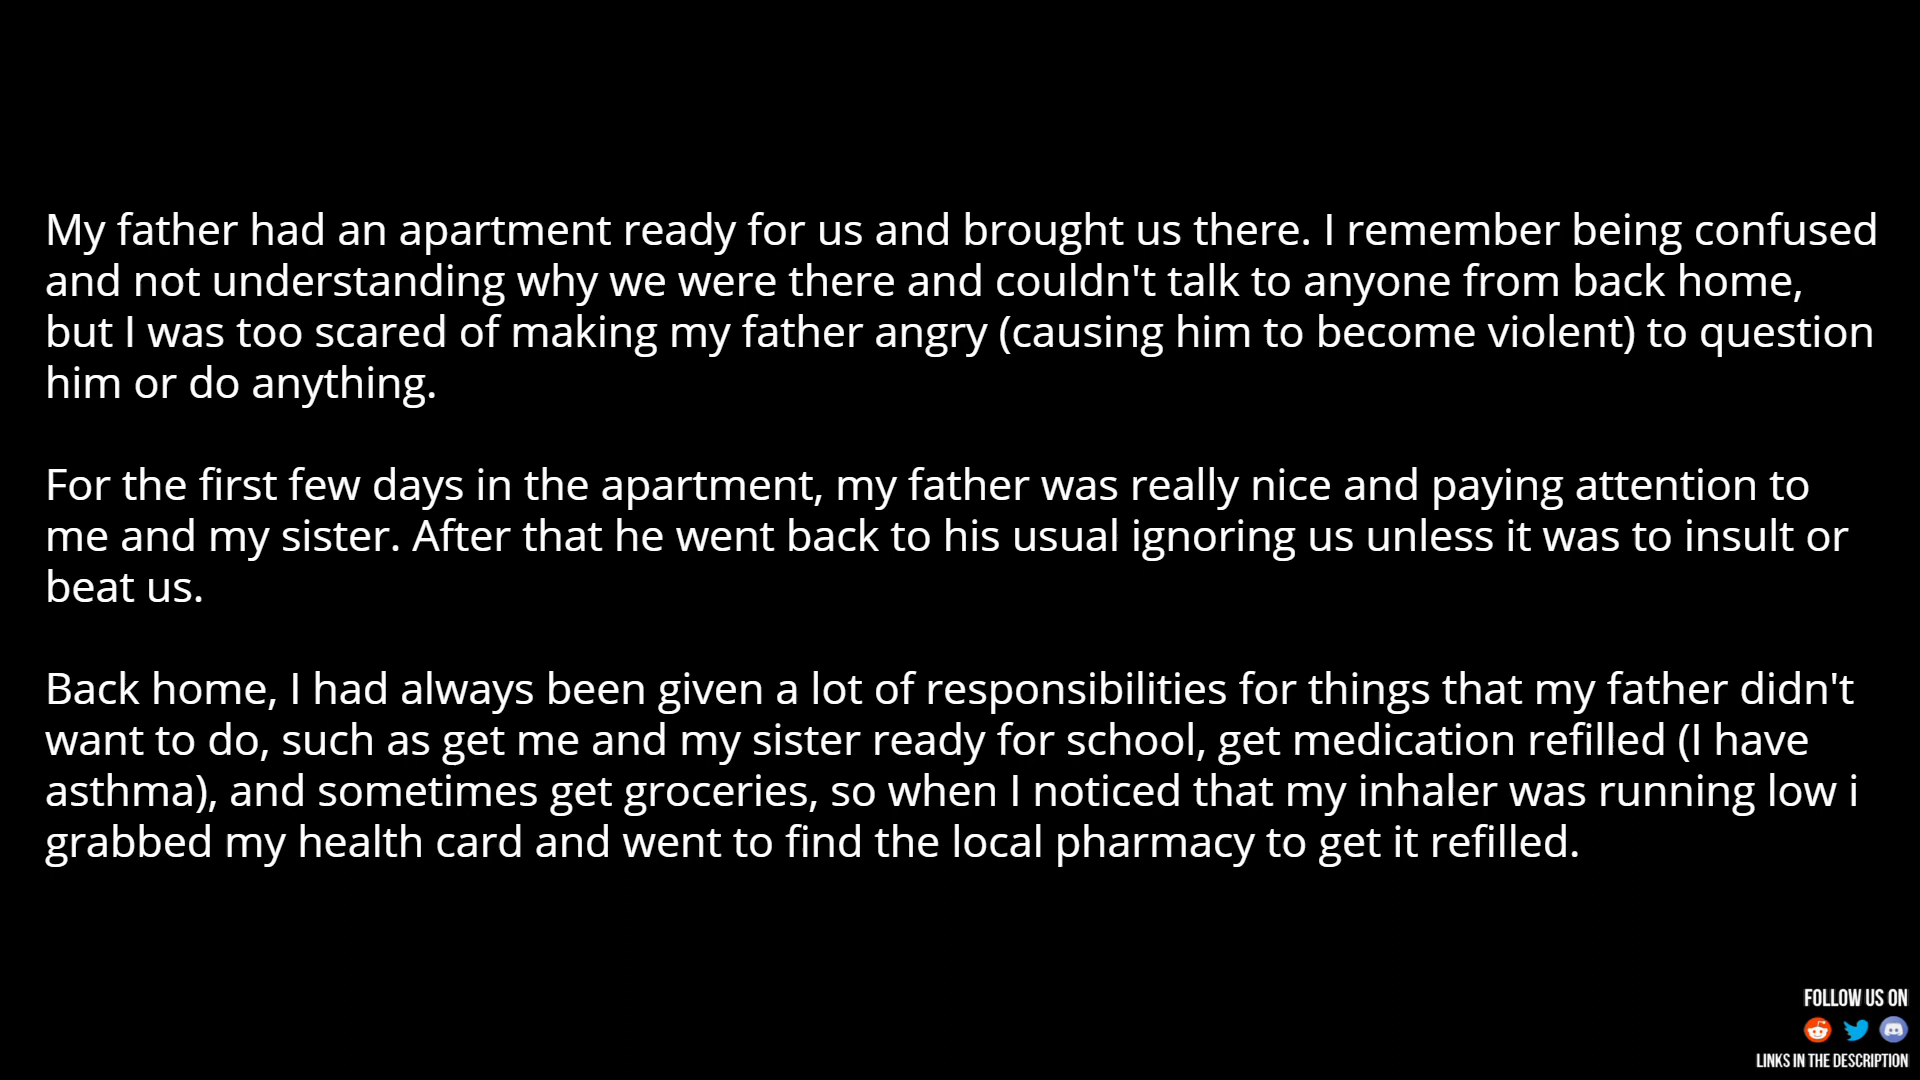 My father had an apartment ready for us and brought us there. I remember being confused
and not understanding why we were there and couldn't talk to anyone from back home,
but I was too scared of making my father angry (causing him to become violent) to question
him or do anything.
For the first few days in the apartment, my father was really nice and paying attention to
me and my sister. After that he went back to his usual ignoring us unless it was to insult or
beat us.
Back home, I had always been given a lot of responsibilities for things that my father didn't
want to do, such as get me and my sister ready for school, get medication refilled (I have
asthma), and sometimes get groceries, so when I noticed that my inhaler was running low i
grabbed my health card and went to find the local pharmacy to get it refilled.
FOLLOW US ON
LINKS IN THE DESCRIPTION